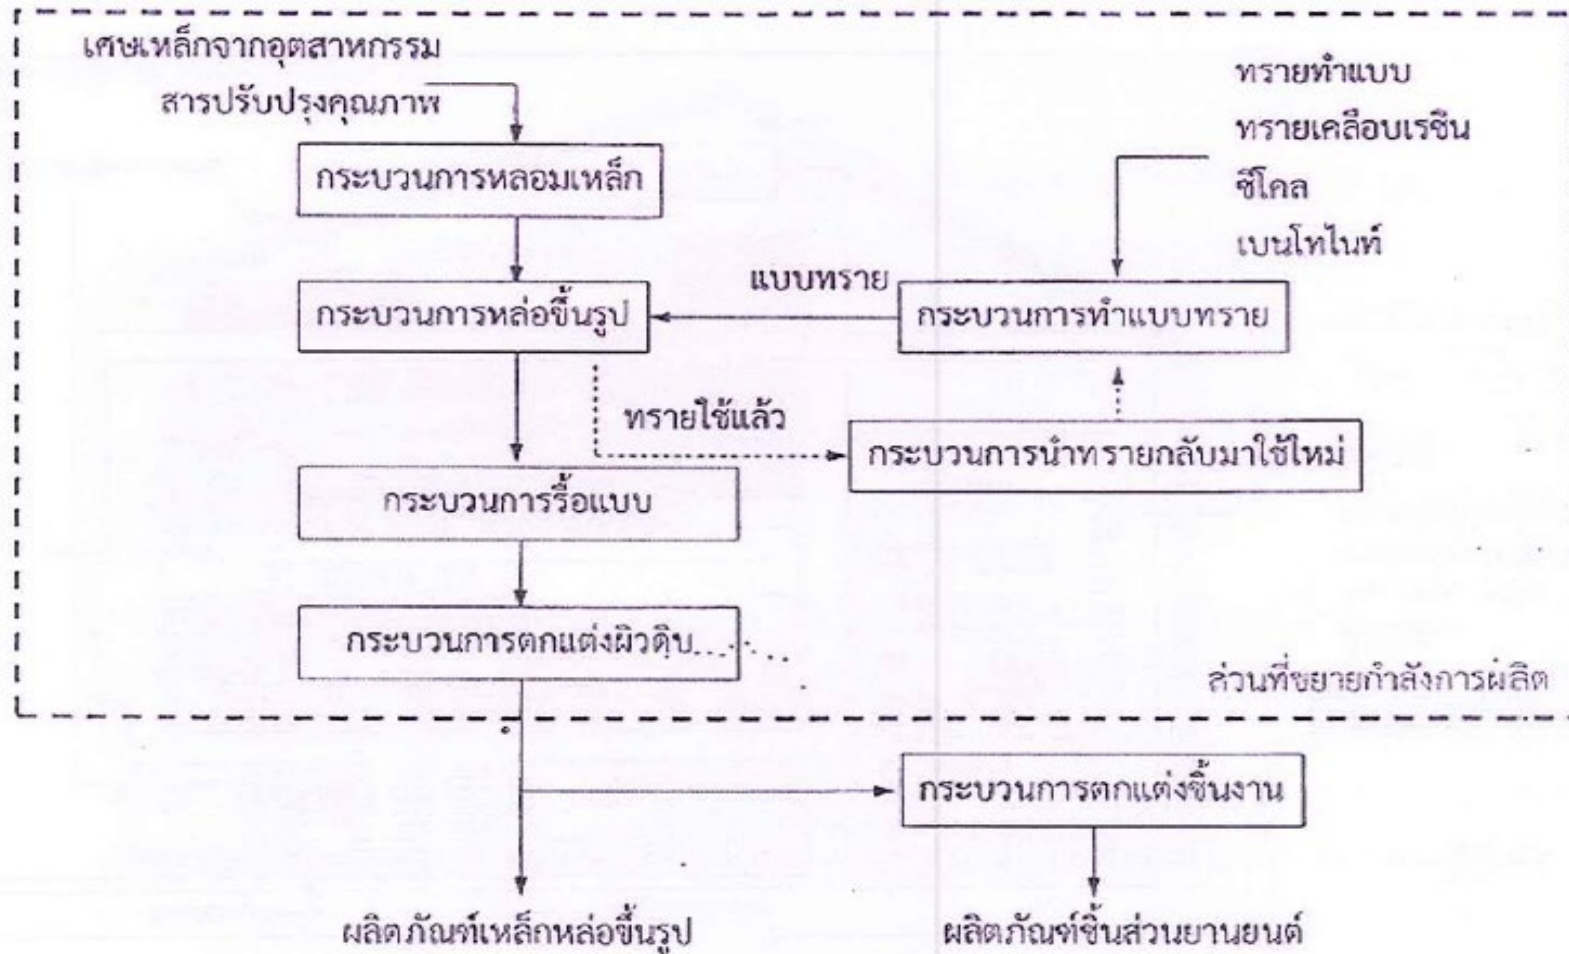 เศษเหล็กจากอุตสาหกรรม
สารปรับปรุงคุณภาพ
ทรายทำแบบ
ทรายเคลือบเรซิน
ซีโคล
เบนโทไนท์
กระบวนการหลอมเหล็ก
แบบทราย
กระบวนการหล่อขึ้นรูป
กระบวนการทำแบบทราย
ทรายใช้แล้ว
กระบวนการนำทรายกลับมาใช้ใหม่
กระบวนการรื้อแบบ
กระบวนการตกแต่งผิวดิบ
ส่วนที่ขยายกำลังการผลิต
กระบวนการตกแต่งชิ้นงาน
ผลิตภัณฑ์เหล็กหล่อขึ้นรูป
ผลิตภัณฑ์ชิ้นส่วนยานยนต์